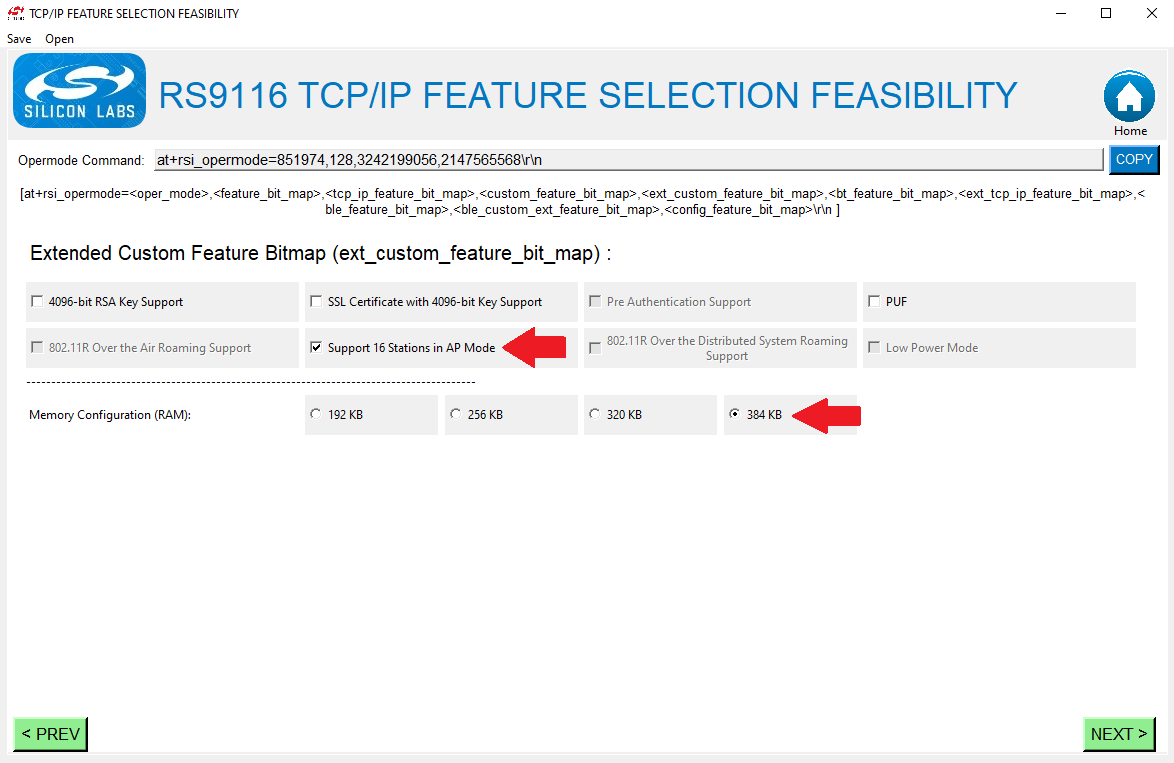 TCP/IP FEATURE SELECTION FEASIBILITY
Save Open
SILICON LABS
RS9116 TCP/IP FEATURE SELECTION FEASIBILITY
Home
Opermode Command: at+rsi_opermode=851974,128,3242199056,2147565568\r\n COPY
[at+rsi_opermode=<oper_mode>,<feature_bit_map>,<tcp_ip_feature_bit_map>,<custom_feature_bit_map>,<ext_custom_feature_bit_map>,<bt_feature_bit_map>,<ext_tcp_ip_feature_bit_map>,<
ble_feature_bit_map>,<ble_custom_ext_feature_bit_map>,<config_feature_bit_map>\r\n ]
Extended Custom Feature Bitmap (ext_custom_feature_bit_map) :
4096-bit RSA Key Support
SSL Certificate with 4096-bit Key Support
Pre Authentication Support
PUF
802.11R Over the Air Roaming Support
Support 16 Stations in AP Mode
802.11R Over the Distributed System Roaming
Support
Low Power Mode
------------------------------------------------------------------------------------------
Memory Configuration (RAM):
192 KB
256 KB
320 KB
384 KB
< PREV
NEXT >